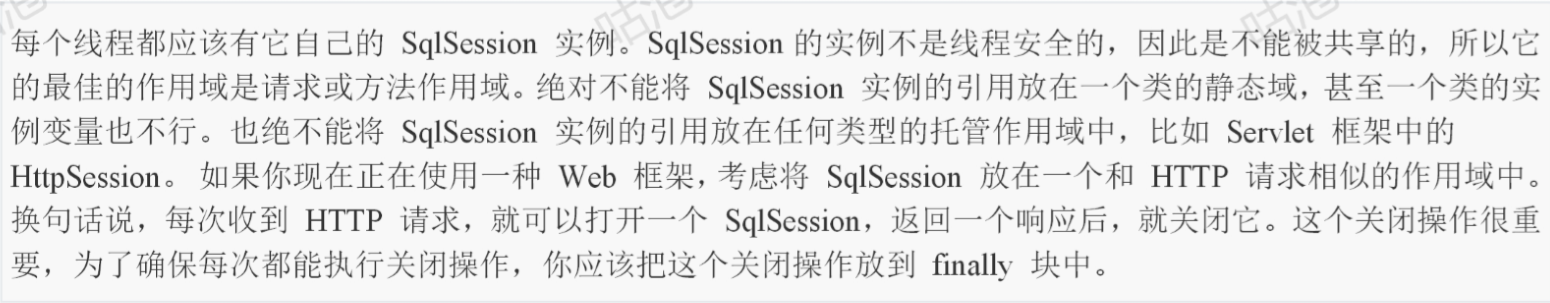 每个线程都应该有它自己的 SqlSession 实例。SqlSession 的实例不是线程安全的，因此是不能被共享的，所以它
的最佳的作用域是请求或方法作用域。绝对不能将 SqlSession 实例的引用放在一个类的静态域，甚至一个类的实
例变量也不行。也绝不能将 SqlSession 实例的引用放在任何类型的托管作用域中，比如 Servlet 框架中的
HttpSession。 如果你现在正在使用一种 Web 框架，考虑将 SqlSession 放在一个和 HTTP 请求相似的作用域中。
换句话说，每次收到 HTTP 请求，就可以打开一个 SqlSession，返回一个响应后，就关闭它。这个关闭操作很重
要，为了确保每次都能执行关闭操作，你应该把这个关闭操作放到 finally 块中。